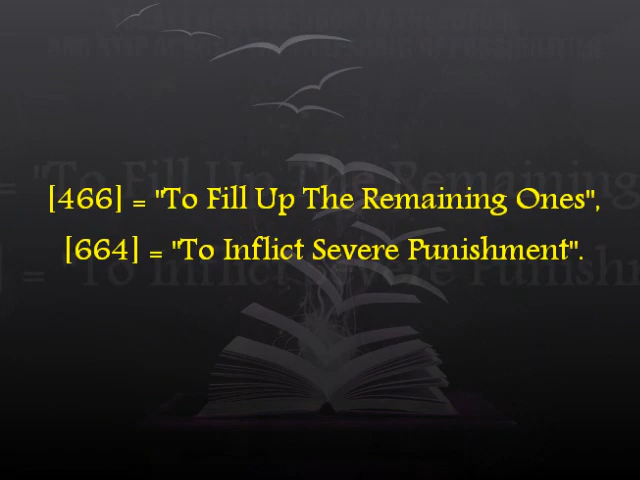 [466] = "To Fill Up The Remaining Ones",
[664] = "To Inflict Severe Punishment".